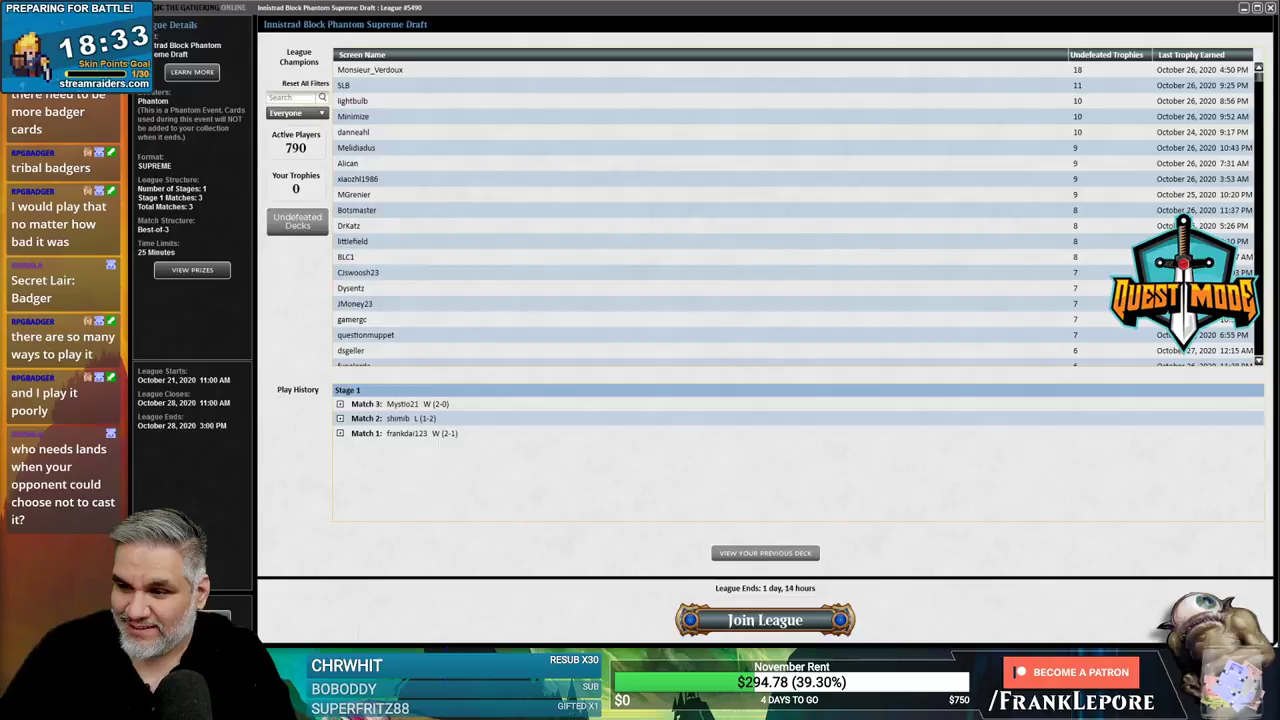 PREPARING FOR BATTLE!
18:33
Skin Points Goal
1/30
streamraiders.com
there need to be
more badger
cards
RPGBADGER
tribal badgers
RPGBADGER
I would play that
no matter how
bad it was
Secret Lair:
Badger
RPGBADGER
there are so many
ways to play it
RPGBADGER
and I play it
poorly
who needs lands
when your
opponent could
choose not to cast
it?
THE GATHERING ONLINE
gue Details
strad Block Phantom
eme Draft
LEARN MORE
Phantom
(This is a Phantom Event, Cards
used during this event will NOT
be added to your collection
when it ends.)
Format:
SUPREME
League Structure:
Number of Stages: 1
Stage 1 Matches: 3
Total Matches: 3
Match Structure:
Best-of-3
Time Limits:
25 Minutes
VIEW PRIZES
League Starts:
October 21, 2020 11:00 AM
League Closes:
October 28, 2020 11:00 AM
League Ends:
October 28, 2020 3:00 PM
Innistrad Block Phantom Supreme Draft : League #5490
Innistrad Block Phantom Supreme Draft
League
Champions
Reset All Filters
Search
Everyone
Active Players
790
Your Trophies
0
Undefeated
Decks
Screen Name Undefeated Trophies Last Trophy Earned
Monsieur_Verdoux 18 October 26, 2020 4:50 PM
SLB 11 October 26, 2020 9:25 PM
lightbulb 10 October 26, 2020 8:56 PM
Minimize 10 October 26, 2020 9:52 AM
danneahl 10 October 24, 2020 9:17 PM
Melidiadus 9 October 26, 2020 10:43 PM
Alican 9 October 26, 2020 7:31 AM
xiaozhl1986 9 October 26, 2020 3:53 AM
MGrenier 9 October 25, 2020 10:20 PM
Botsmaster 8 October 26, 2020 11:37 PM
DrKatz 8 5:26 PM
littlefield 8 PM
BLC1 8 AM
CJswoosh23 7 PM
Dysentz 7
JMoney23 7
gamergc 7
questionmuppet 7 6:55 PM
dsgeller 6 2020 12:15 AM
QUEST MODE
Play History
Stage 1
Match 3: Mystio21 W (2-0)
Match 2: shimib L (1-2)
Match 1: frankdai123 W (2-1)
VIEW YOUR PREVIOUS DECK
League Ends: 1 day, 14 hours
Join League
CHRWHIT RESUB X30
BOBODDY SUB
SUPERFRITZ88 GIFTED X1
November Rent
$294.78 (39.30%)
$0 4 DAYS TO GO $750
BECOME A PATRON
/FRANKLEPORE